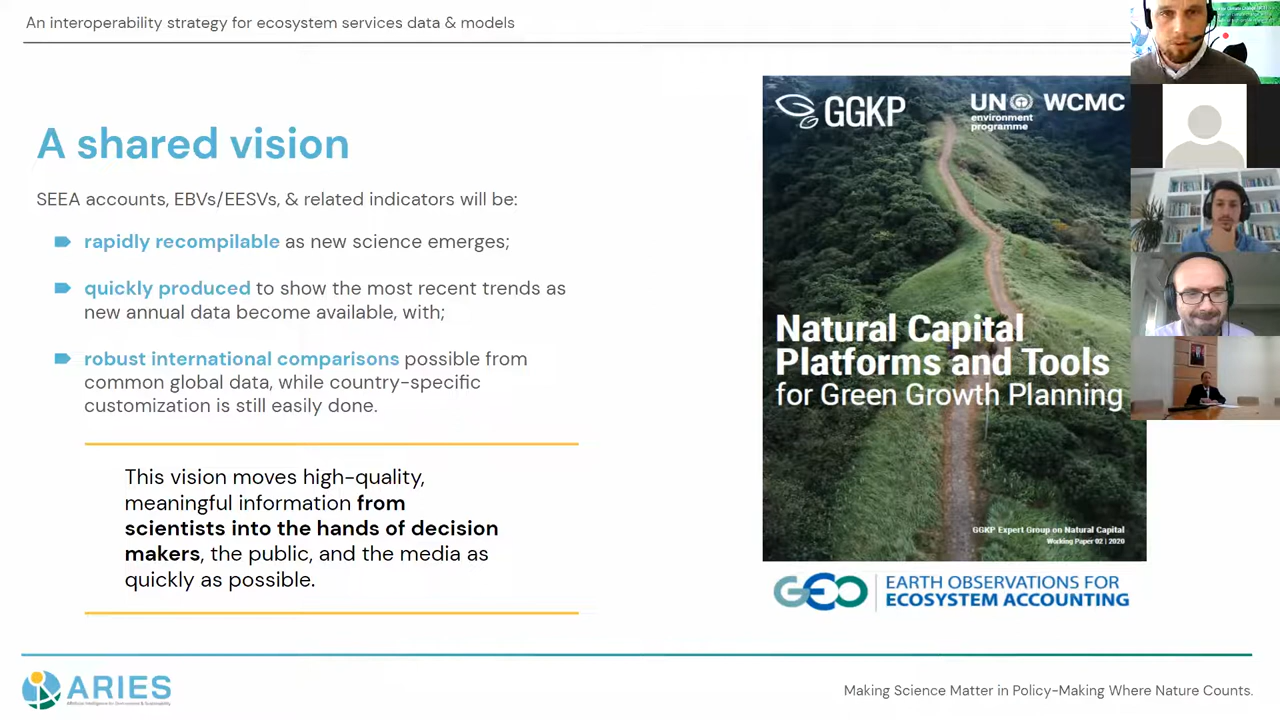 An interoperability strategy for ecosystem services data & models
A shared vision
SEEA accounts, EBVs/EESVs, & related indicators will be:
rapidly recompilable as new science emerges;
quickly produced to show the most recent trends as
new annual data become available, with;
robust international comparisons possible from
common global data, while country-specific
customization is still easily done.
This vision moves high-quality,
meaningful information from
scientists into the hands of decision
makers, the public, and the media as
quickly as possible.
GGKP
UN WCMC
environment
programme
Natural Capital
Platforms and Tools
for Green Growth Planning
GGKP Expert Group on Natural Capital
Working Paper 02 | 2020
GEO
EARTH OBSERVATIONS FOR
ECOSYSTEM ACCOUNTING
ARIES
ARtificial Intelligence for Environment & Sustainability
Making Science Matter in Policy-Making Where Nature Counts.